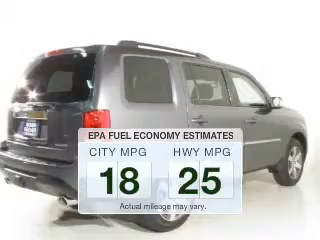 EPA FUEL ECONOMY ESTIMATES
CITY MPG HWY MPG
18 25
Actual mileage may vary.